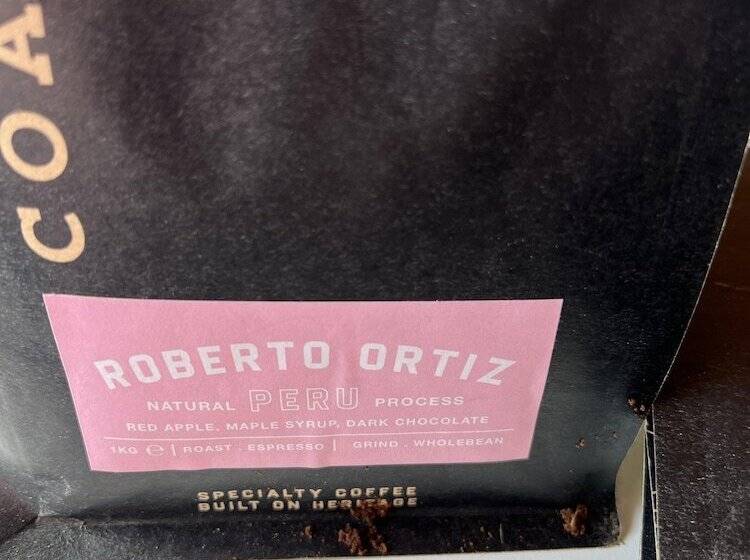 COA
ROBERTO ORTIZ
NATURAL PERU PROCESS
RED APPLE, MAPLE SYRUP, DARK CHOCOLATE
1KG ℮ | ROAST . ESPRESSO | GRIND . WHOLEBEAN
SPECIALTY COFFEE
BUILT ON HERITAGE